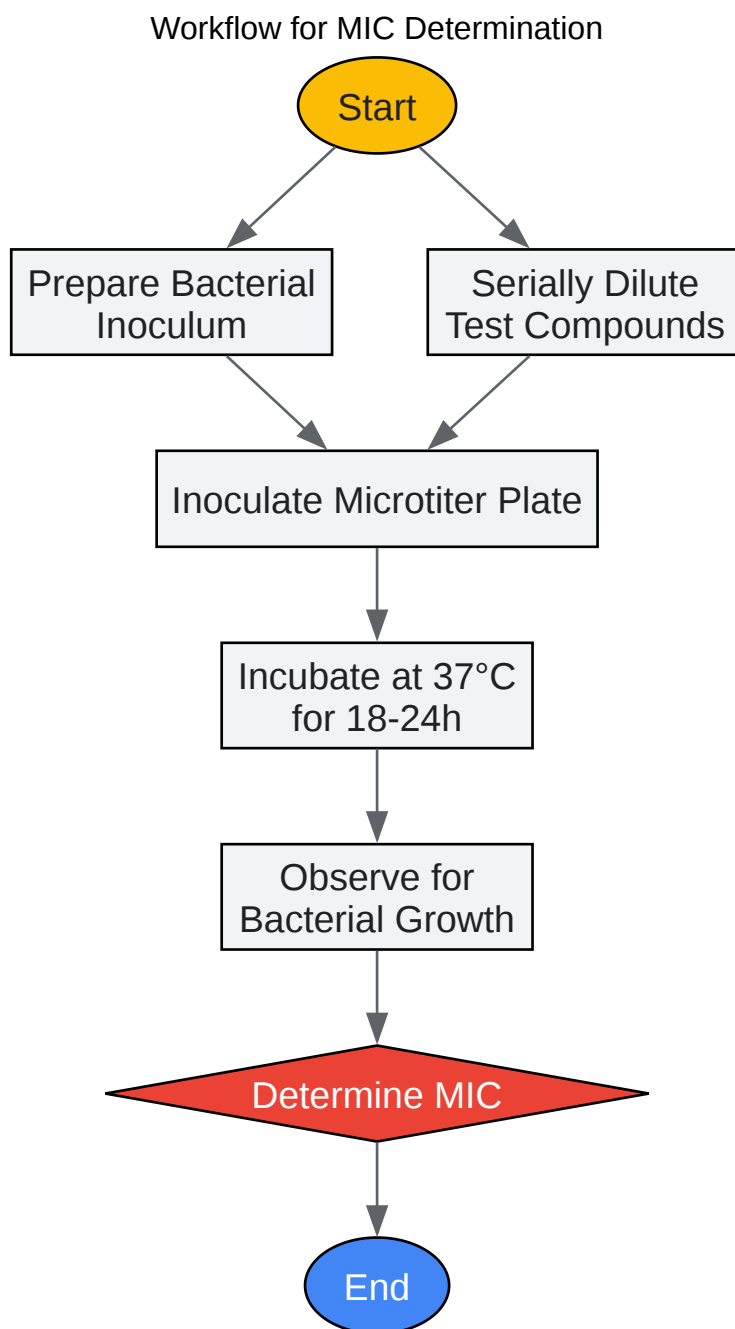 Workflow for MIC Determination
Start
Prepare Bacterial
Inoculum
Serially Dilute
Test Compounds
Inoculate Microtiter Plate
Incubate at 37°C
for 18-24h
Observe for
Bacterial Growth
Determine MIC
End